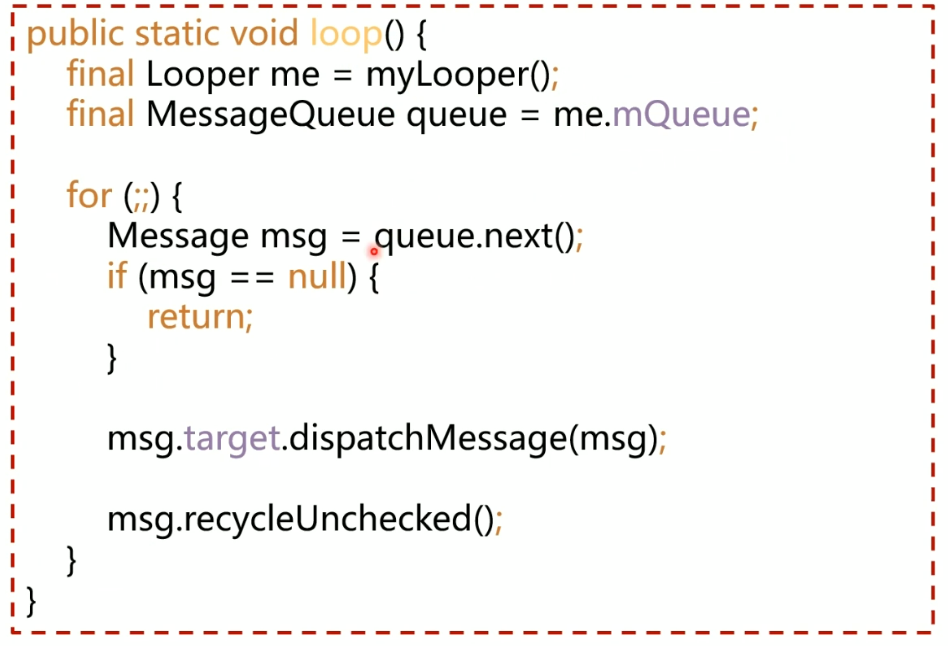 public static void loop() {
final Looper me = myLooper();
final MessageQueue queue = me.mQueue;
for (;;) {
Message msg = queue.next();
if (msg == null) {
return;
}
msg.target.dispatchMessage(msg);
msg.recycleUnchecked();
}
}